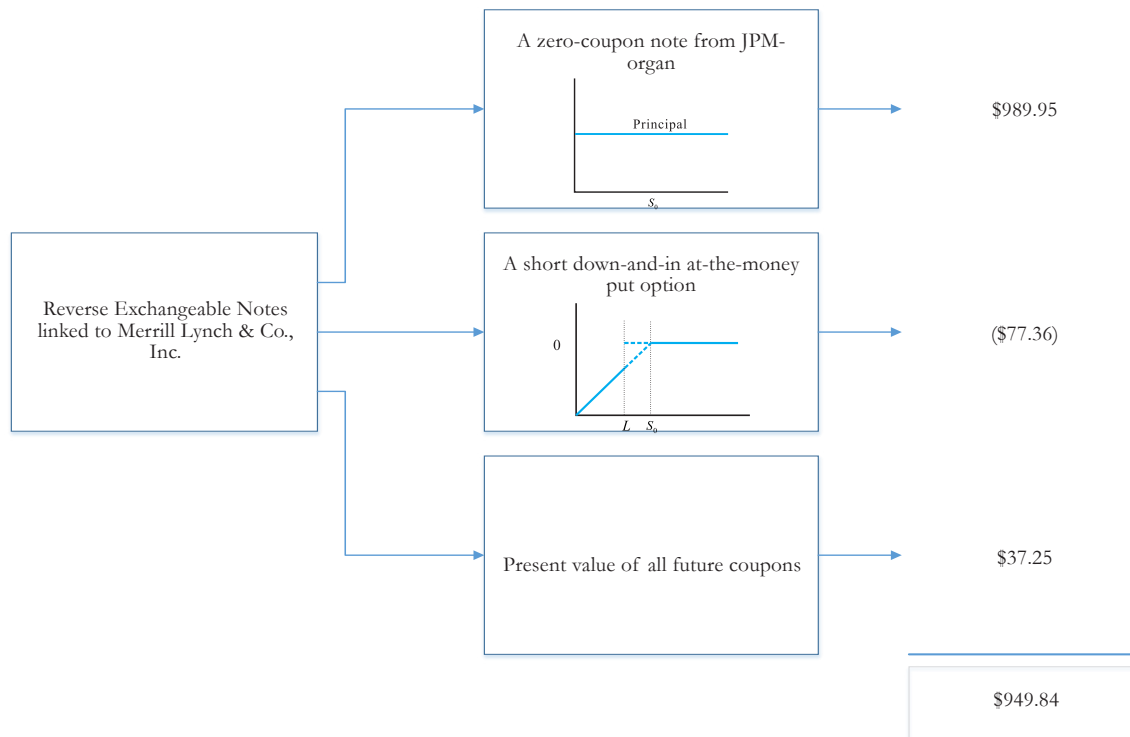 A zero-coupon note from JPM-
organ
Principal
S₀
$989.95
Reverse Exchangeable Notes
linked to Merrill Lynch & Co.,
Inc.
A short down-and-in at-the-money
put option
0
L S₀
($77.36)
Present value of all future coupons
$37.25
$949.84